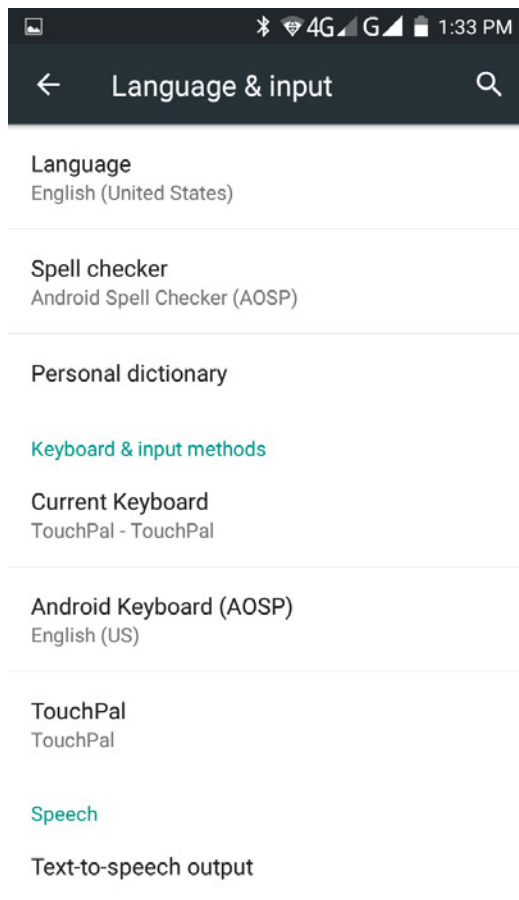 4G G 1:33 PM
Language & input
Language
English (United States)
Spell checker
Android Spell Checker (AOSP)
Personal dictionary
Keyboard & input methods
Current Keyboard
TouchPal - TouchPal
Android Keyboard (AOSP)
English (US)
TouchPal
TouchPal
Speech
Text-to-speech output